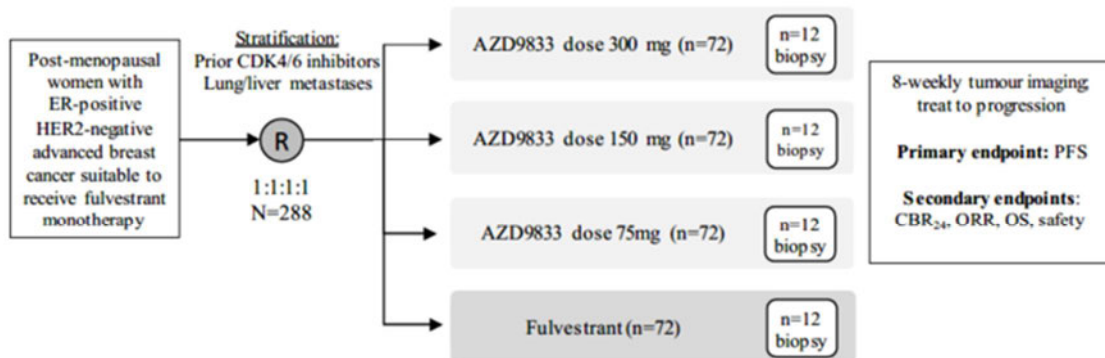 Post-menopausal
women with
ER-positive
HER2-negative
advanced breast
cancer suitable to
receive fulvestrant
monotherapy
Stratification:
Prior CDK4/6 inhibitors
Lung/liver metastases
R
1:1:1:1
N=288
AZD9833 dose 300 mg (n=72)
n=12
biopsy
AZD9833 dose 150 mg (n=72)
n=12
biopsy
AZD9833 dose 75mg (n=72)
n=12
biopsy
Fulvestrant (n=72)
n=12
biopsy
8-weekly tumour imaging
treat to progression
Primary endpoint: PFS
Secondary endpoints:
CBR24, ORR, OS, safety